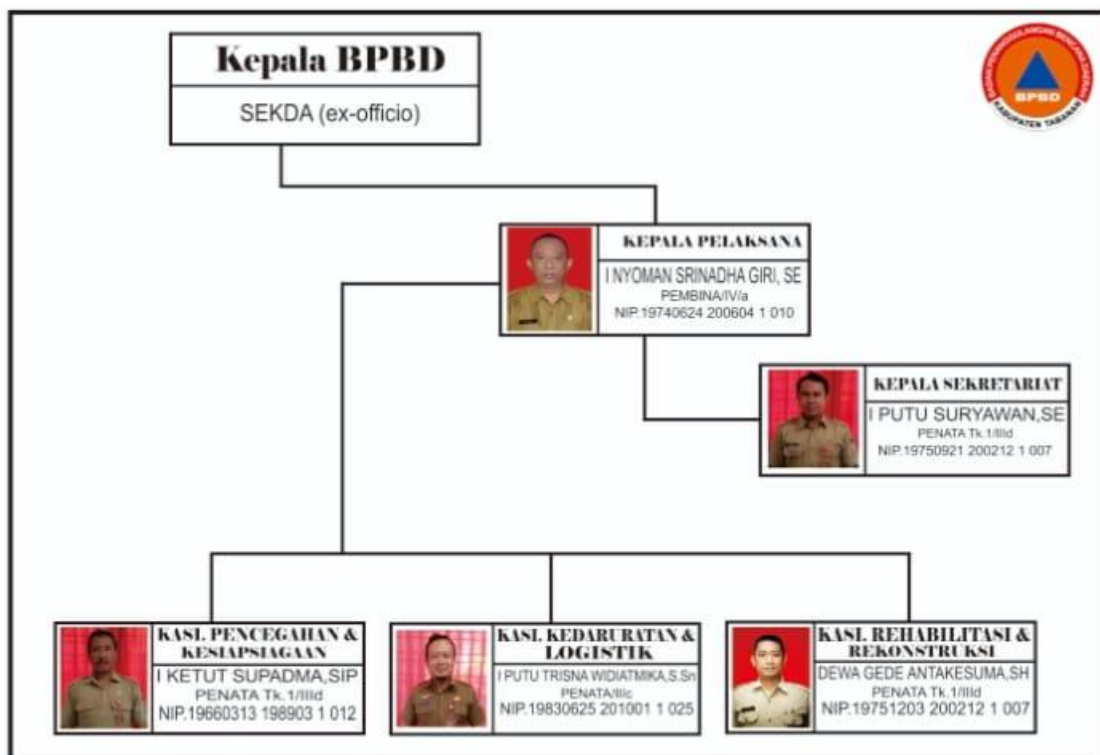 Kepala BPBD
SEKDA (ex-officio)
BADAN PENANGGULANGAN BENCANA DAERAH
BPBD
KABUPATEN TABANAN
KEPALA PELAKSANA
I NYOMAN SRINADHA GIRI, SE
PEMBINA/IV/a
NIP.19740624 200604 1 010
KEPALA SEKRETARIAT
I PUTU SURYAWAN,SE
PENATA Tk.1/IIId
NIP.19750921 200212 1 007
KASI. PENCEGAHAN &
KESIAPSIAGAAN
I KETUT SUPADMA,SIP
PENATA Tk.1/IIId
NIP.19660313 198903 1 012
KASI. KEDARURATAN &
LOGISTIK
I PUTU TRISNA WIDIATMIKA,S.Sn
PENATA/IIIc
NIP.19830625 201001 1 025
KASI. REHABILITASI &
REKONSTRUKSI
DEWA GEDE ANTAKESUMA,SH
PENATA Tk.1/IIId
NIP.19751203 200212 1 007